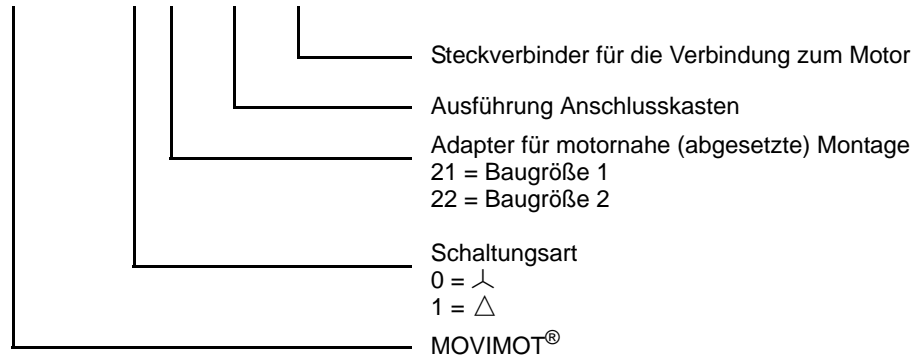 Steckverbinder für die Verbindung zum Motor
Ausführung Anschlusskasten
Adapter für motornahe (abgesetzte) Montage
21 = Baugröße 1
22 = Baugröße 2
Schaltungsart
0 = ⅄
1 = △
MOVIMOT®